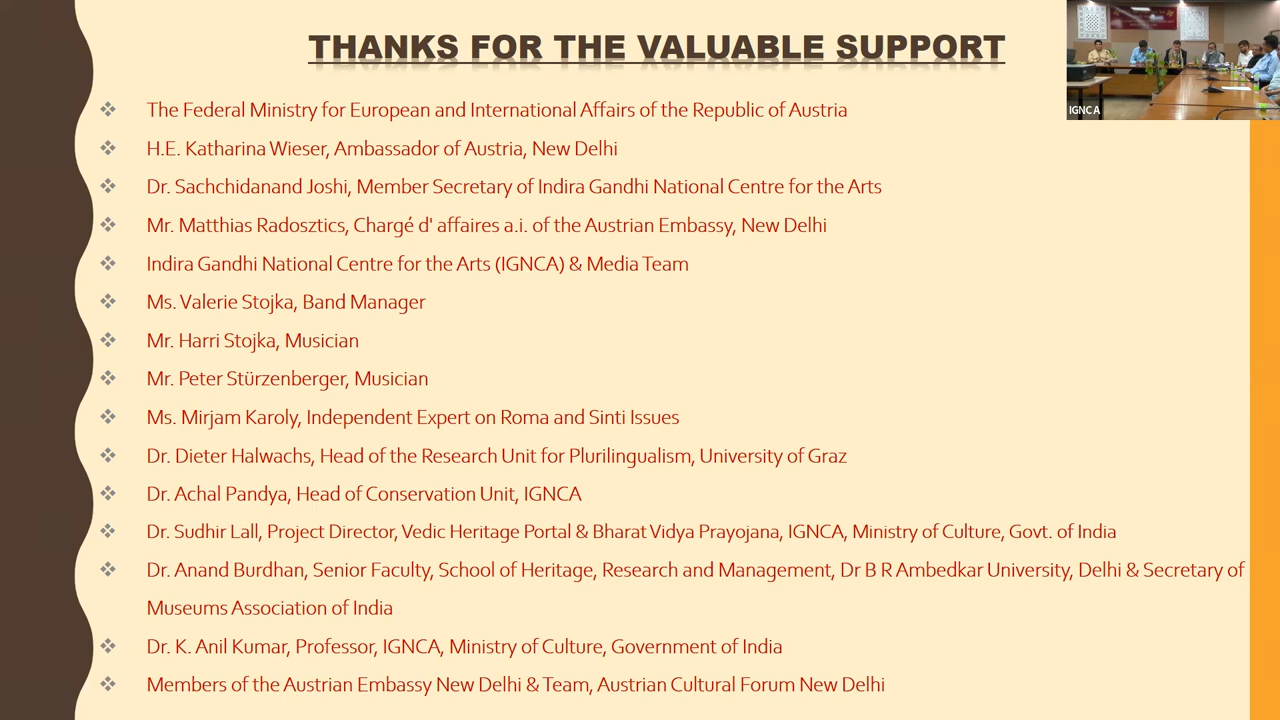 THANKS FOR THE VALUABLE SUPPORT
IGNCA
❖ The Federal Ministry for European and International Affairs of the Republic of Austria
❖ H.E. Katharina Wieser, Ambassador of Austria, New Delhi
❖ Dr. Sachchidanand Joshi, Member Secretary of Indira Gandhi National Centre for the Arts
❖ Mr. Matthias Radosztics, Chargé d' affaires a.i. of the Austrian Embassy, New Delhi
❖ Indira Gandhi National Centre for the Arts (IGNCA) & Media Team
❖ Ms. Valerie Stojka, Band Manager
❖ Mr. Harri Stojka, Musician
❖ Mr. Peter Stürzenberger, Musician
❖ Ms. Mirjam Karoly, Independent Expert on Roma and Sinti Issues
❖ Dr. Dieter Halwachs, Head of the Research Unit for Plurilingualism, University of Graz
❖ Dr. Achal Pandya, Head of Conservation Unit, IGNCA
❖ Dr. Sudhir Lall, Project Director, Vedic Heritage Portal & Bharat Vidya Prayojana, IGNCA, Ministry of Culture, Govt. of India
❖ Dr. Anand Burdhan, Senior Faculty, School of Heritage, Research and Management, Dr B R Ambedkar University, Delhi & Secretary of
Museums Association of India
❖ Dr. K. Anil Kumar, Professor, IGNCA, Ministry of Culture, Government of India
❖ Members of the Austrian Embassy New Delhi & Team, Austrian Cultural Forum New Delhi